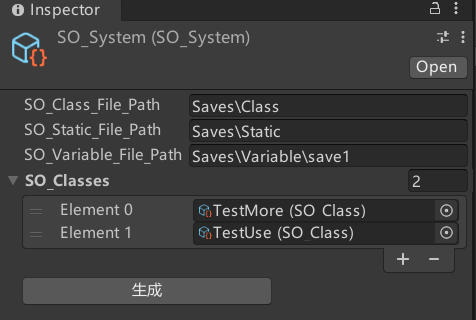 Inspector
SO_System (SO_System)
Open
SO_Class_File_Path Saves\Class
SO_Static_File_Path Saves\Static
SO_Variable_File_Path Saves\Variable\save1
SO_Classes 2
Element 0 TestMore (SO_Class)
Element 1 TestUse (SO_Class)
+ −
生成